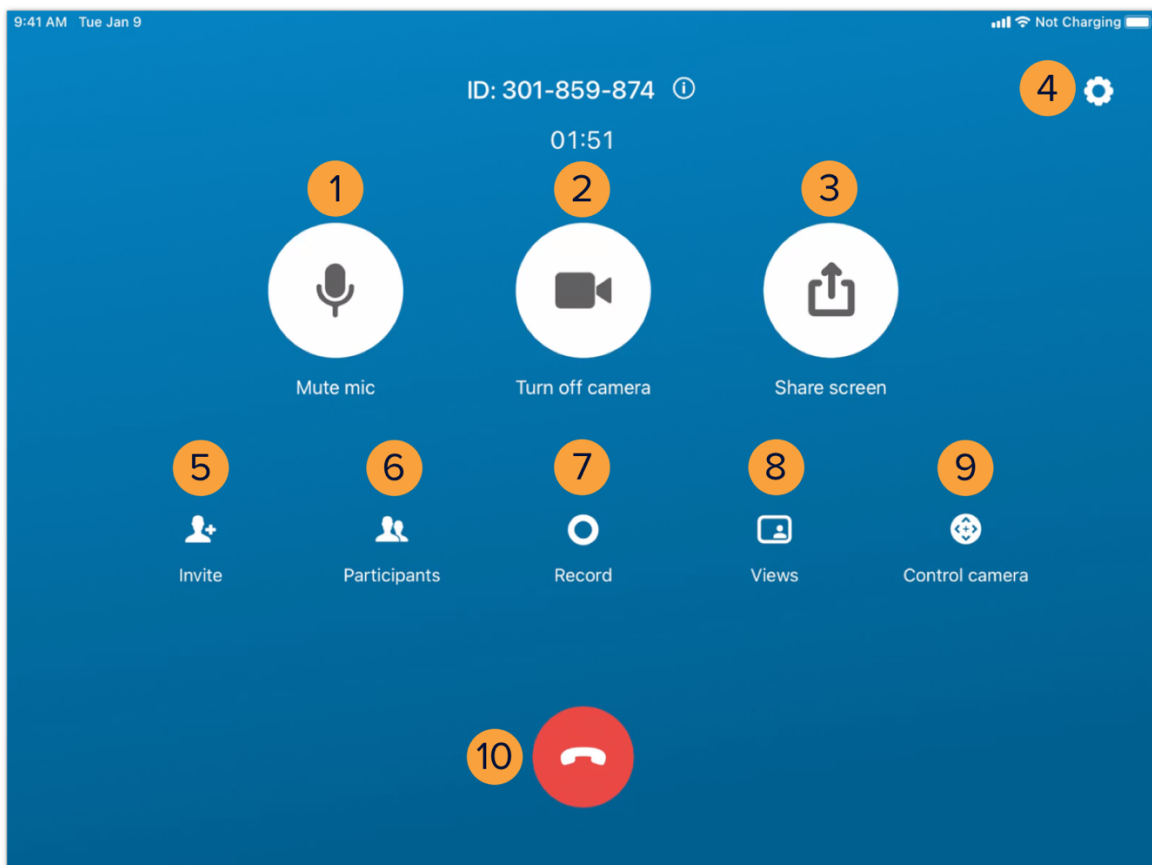 9:41 AM Tue Jan 9 Not Charging
ID: 301-859-874
4
01:51
1 2 3
Mute mic Turn off camera Share screen
5 6 7 8 9
Invite Participants Record Views Control camera
10